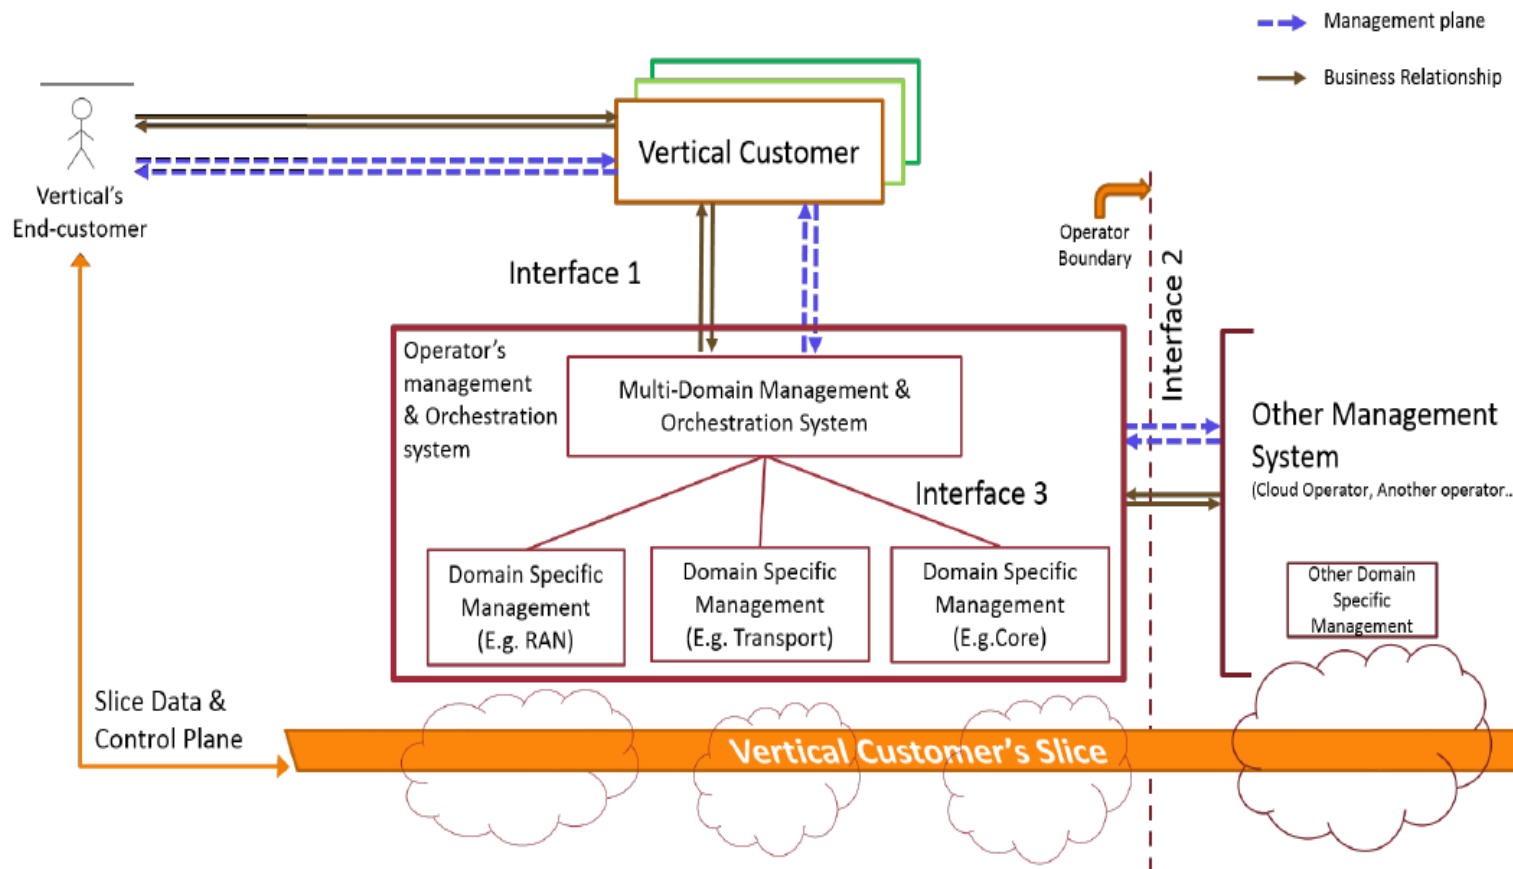 Management plane
Business Relationship
Vertical Customer
Vertical's
End-customer
Operator
Boundary
Interface 1
Interface 2
Operator's
management
& Orchestration
system
Multi-Domain Management &
Orchestration System
Interface 3
Other Management
System
(Cloud Operator, Another operator..
Domain Specific
Management
(E.g. RAN)
Domain Specific
Management
(E.g. Transport)
Domain Specific
Management
(E.g.Core)
Other Domain
Specific
Management
Slice Data &
Control Plane
Vertical Customer's Slice